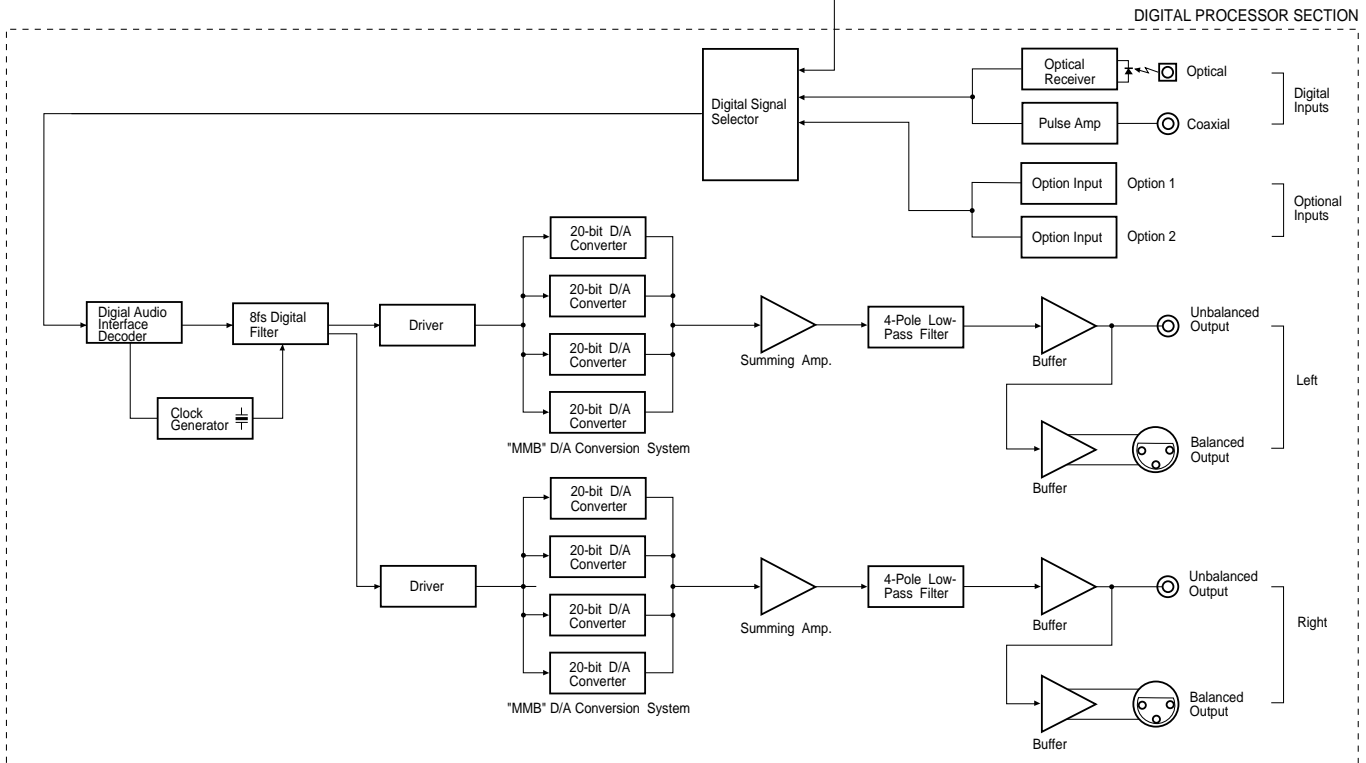 DIGITAL PROCESSOR SECTION
Optical
Receiver
Optical
Digital
Inputs
Digital Signal
Selector
Pulse Amp
Coaxial
Option Input
Option 1
Optional
Inputs
Option Input
Option 2
20-bit D/A
Converter
20-bit D/A
Converter
20-bit D/A
Converter
20-bit D/A
Converter
Digial Audio
Interface
Decoder
8fs Digital
Filter
Driver
Clock
Generator
"MMB" D/A Conversion System
Summing Amp.
4-Pole Low-
Pass Filter
Buffer
Unbalanced
Output
Left
Buffer
Balanced
Output
20-bit D/A
Converter
20-bit D/A
Converter
20-bit D/A
Converter
20-bit D/A
Converter
Driver
"MMB" D/A Conversion System
Summing Amp.
4-Pole Low-
Pass Filter
Buffer
Unbalanced
Output
Right
Buffer
Balanced
Output